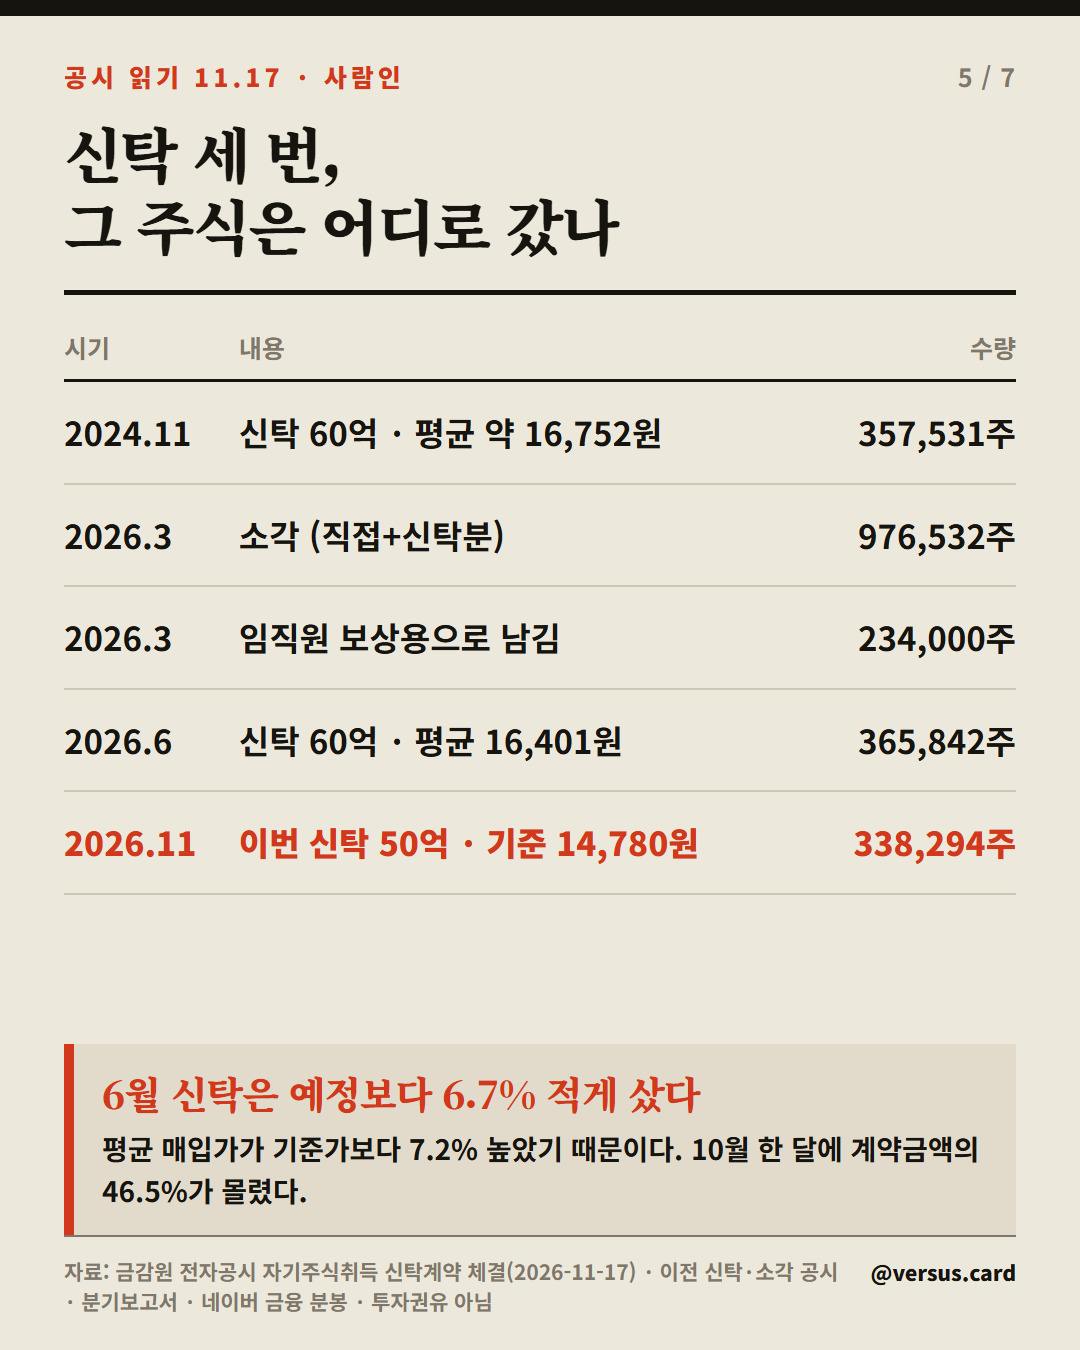 공시 읽기 11.17 · 사람인
5 / 7
신탁 세 번,
그 주식은 어디로 갔나
시기 내용 수량
2024.11 신탁 60억 · 평균 약 16,752원 357,531주
2026.3 소각 (직접+신탁분) 976,532주
2026.3 임직원 보상용으로 남김 234,000주
2026.6 신탁 60억 · 평균 16,401원 365,842주
2026.11 이번 신탁 50억 · 기준 14,780원 338,294주
6월 신탁은 예정보다 6.7% 적게 샀다
평균 매입가가 기준가보다 7.2% 높았기 때문이다. 10월 한 달에 계약금액의
46.5%가 몰렸다.
자료: 금감원 전자공시 자기주식취득 신탁계약 체결(2026-11-17) · 이전 신탁·소각 공시
· 분기보고서 · 네이버 금융 분봉 · 투자권유 아님
@versus.card